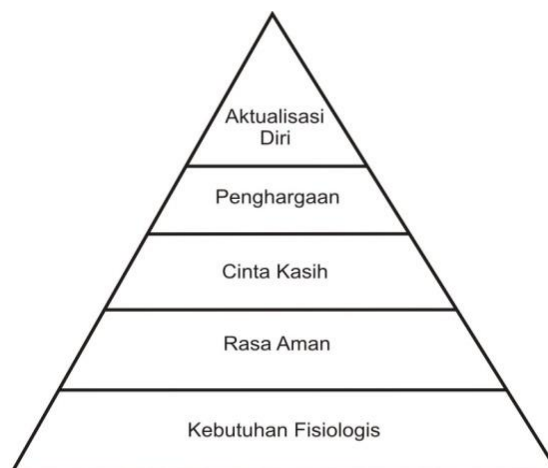 Aktualisasi
Diri
Penghargaan
Cinta Kasih
Rasa Aman
Kebutuhan Fisiologis